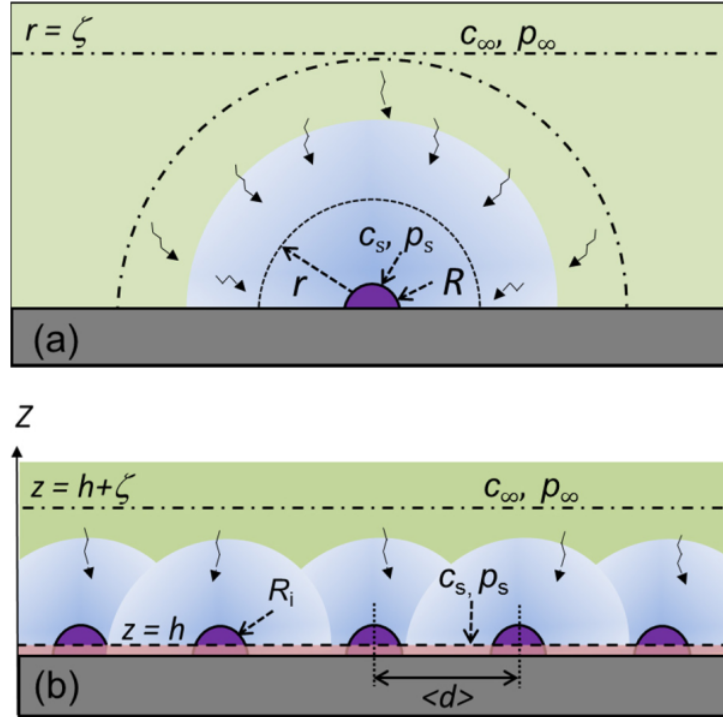 r = ζ
c∞, p∞
cs, ps
r
R
(a)
z
z = h+ζ
c∞, p∞
cs, ps
Ri
z = h
(b)
<d>